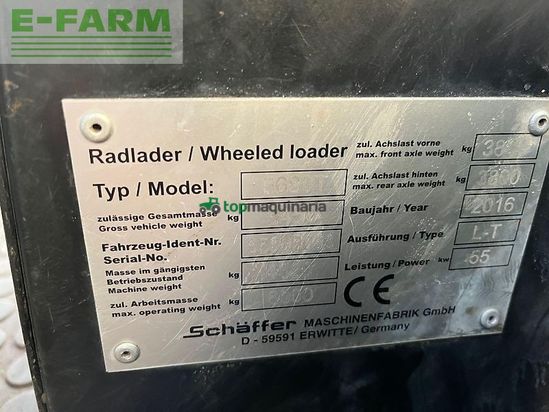 E-FARM
Radlader / Wheeled loader
Typ / Model:
zulässige Gesamtmasse
Gross vehicle weight
kg
Fahrzeug-Ident-Nr.
Serial-No.
Masse im gängigsten
Betriebszustand
Machine weight
kg
zul. Arbeitsmasse
max. operating weight
kg
zul. Achslast vorne
max. front axle weight
kg
zul. Achslast hinten
max. rear axle weight
kg
Baujahr / Year
2016
Ausführung / Type
L-T
Leistung / Power
kw
55
CE
topmaquinaria
Schäffer MASCHINENFABRIK GmbH
D - 59591 ERWITTE / Germany